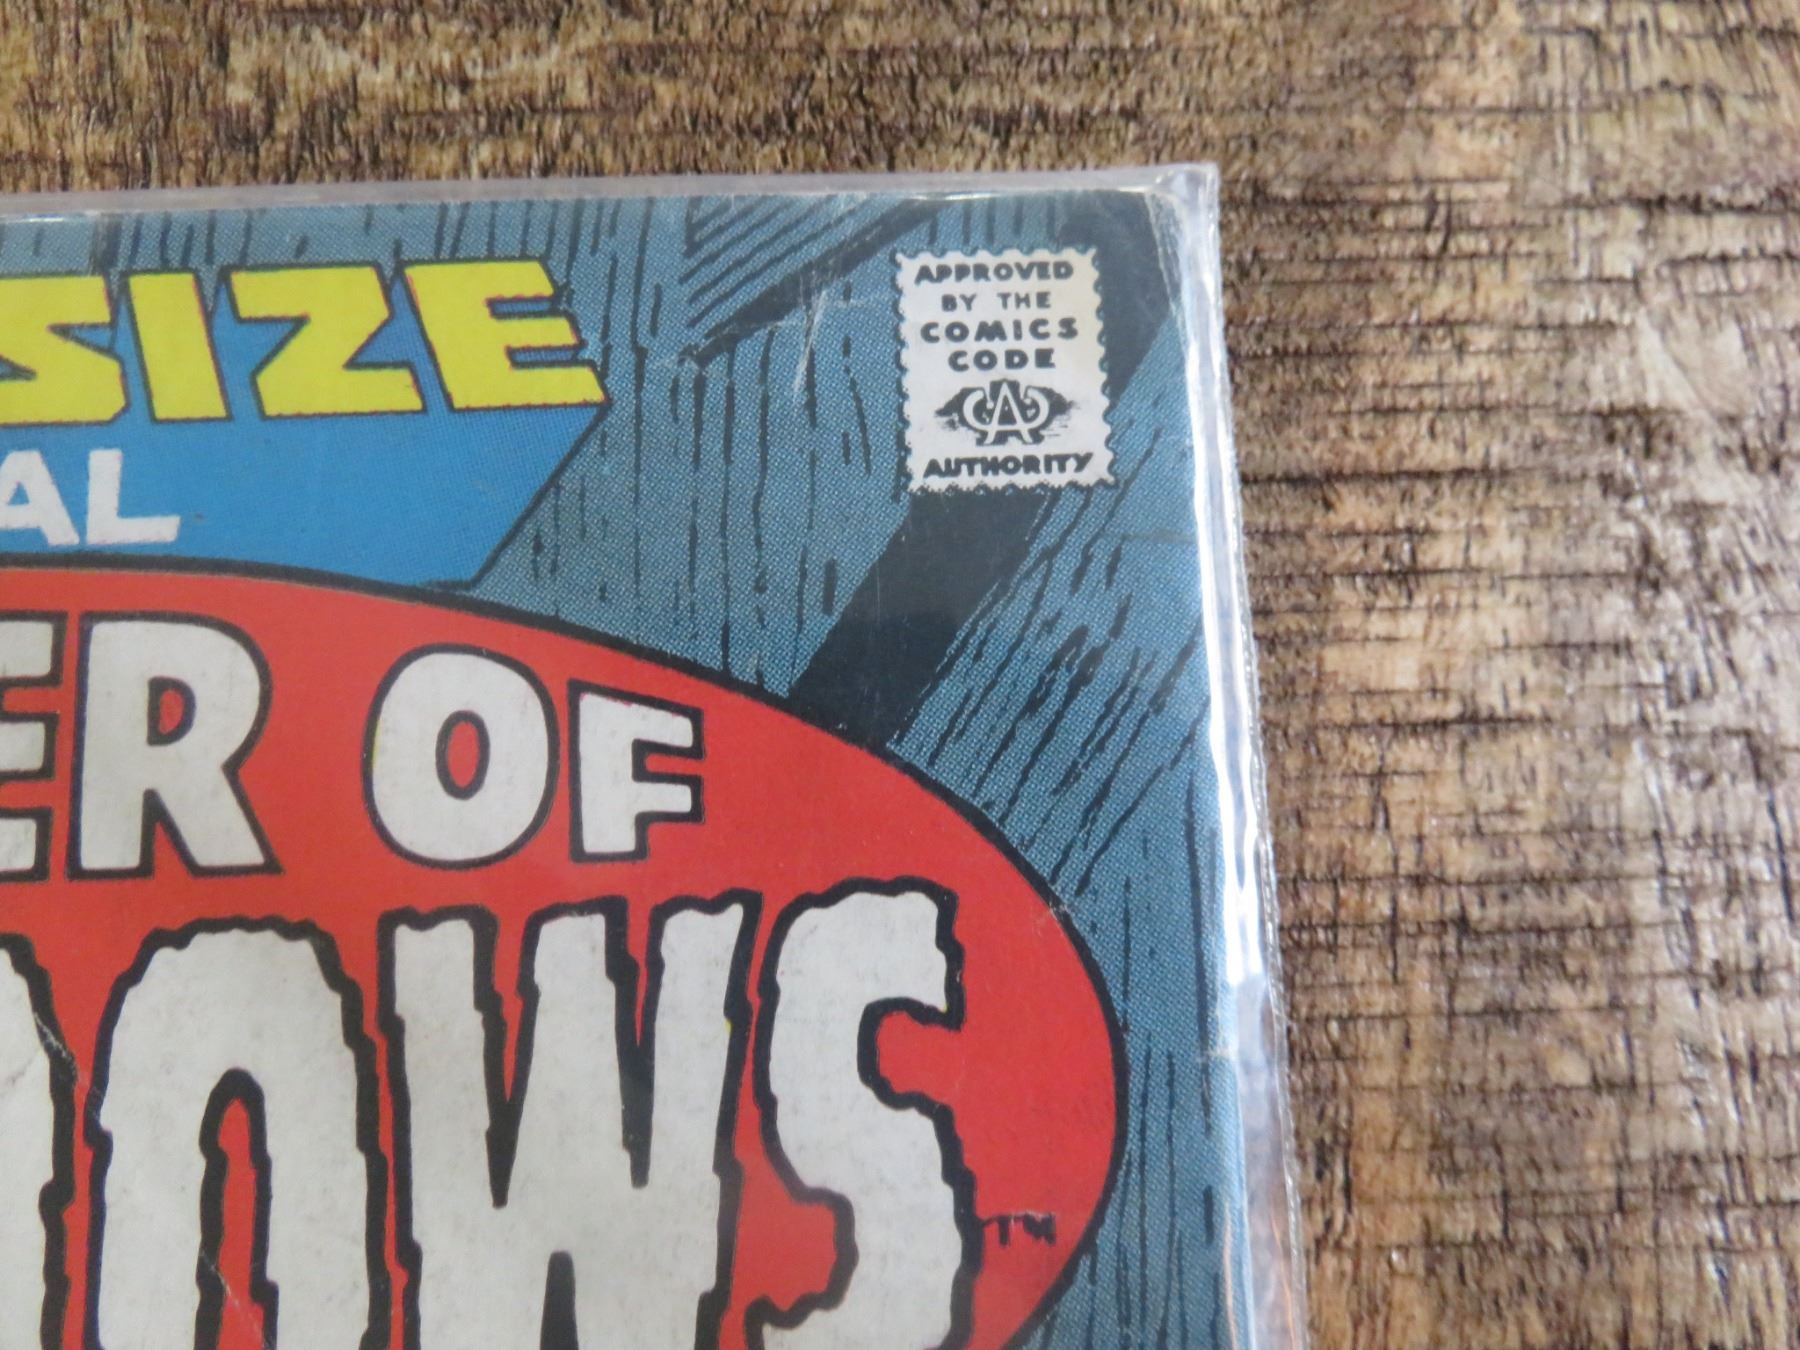 SIZE
APPROVED
BY THE
COMICS
CODE
CA
AUTHORITY
AL
ER OF
OWS
TM